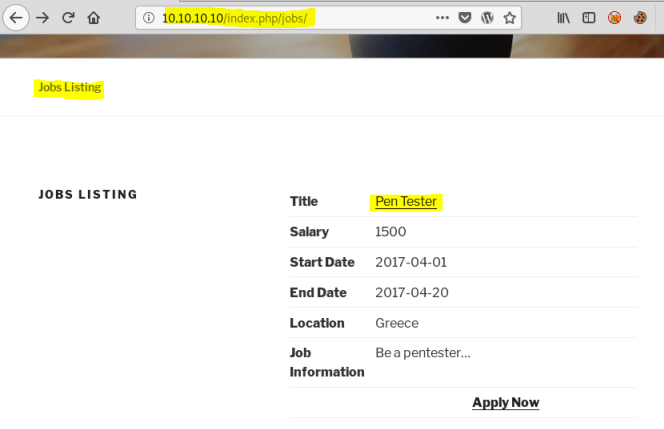 10.10.10.10/index.php/jobs/
Jobs Listing
JOBS LISTING
Title Pen Tester
Salary 1500
Start Date 2017-04-01
End Date 2017-04-20
Location Greece
Job Be a pentester...
Information
Apply Now